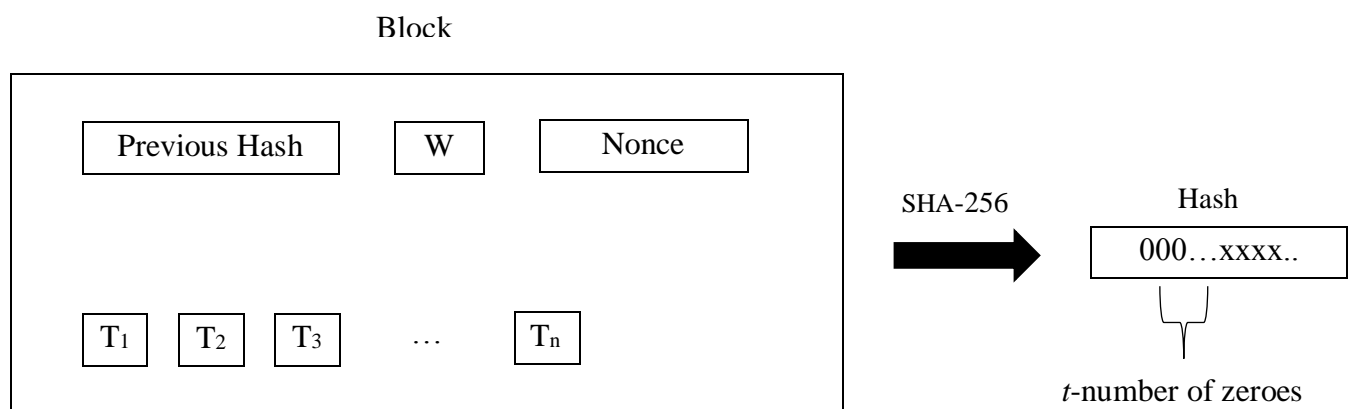 Block
Previous Hash
W
Nonce
SHA-256
Hash
000…xxxx..
T1
T2
T3
…
Tn
t-number of zeroes